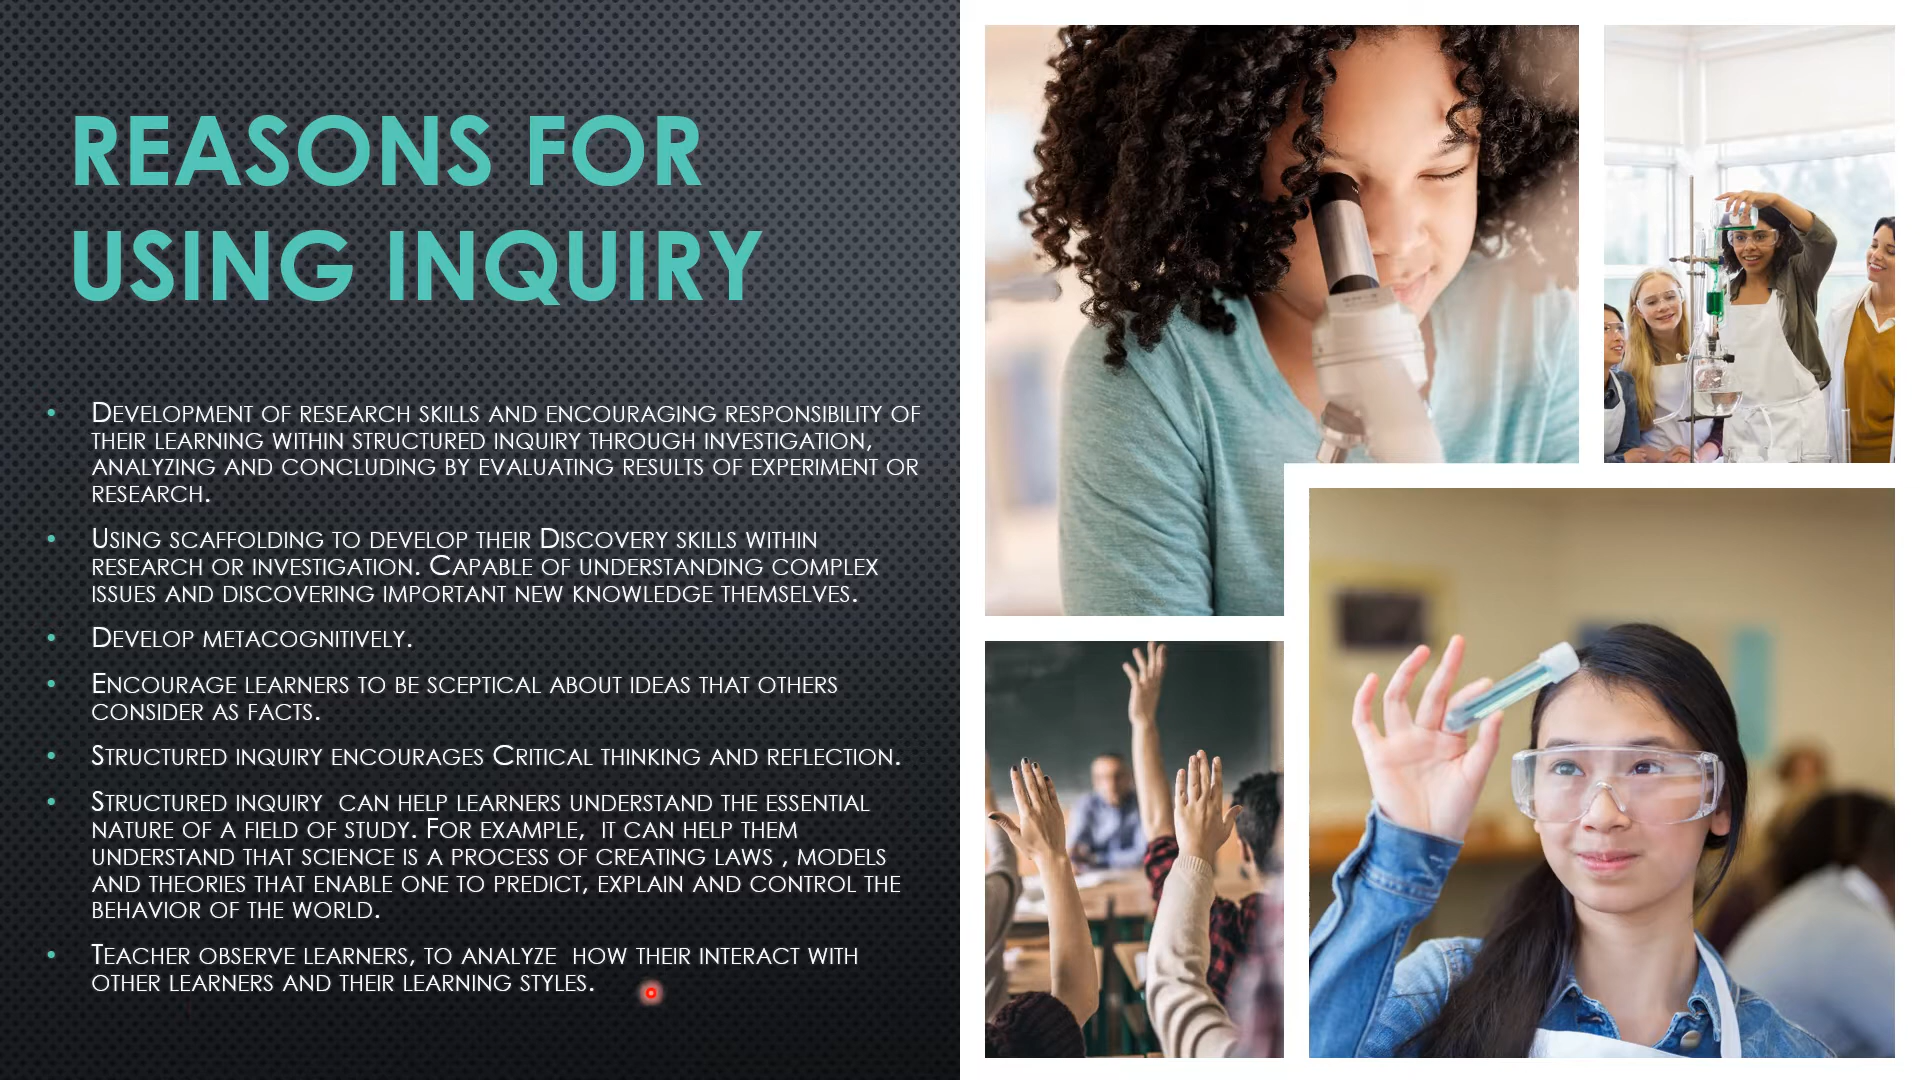 REASONS FOR
USING INQUIRY
• Development of research skills and encouraging responsibility of
their learning within structured inquiry through investigation,
analyzing and concluding by evaluating results of experiment or
research.
• Using scaffolding to develop their Discovery skills within
research or investigation. Capable of understanding complex
issues and discovering important new knowledge themselves.
• Develop metacognitively.
• Encourage learners to be sceptical about ideas that others
consider as facts.
• Structured inquiry encourages Critical thinking and reflection.
• Structured inquiry  can help learners understand the essential
nature of a field of study. For example,  it can help them
understand that science is a process of creating laws , models
and theories that enable one to predict, explain and control the
behavior of the world.
• Teacher observe learners, to analyze  how their interact with
other learners and their learning styles.